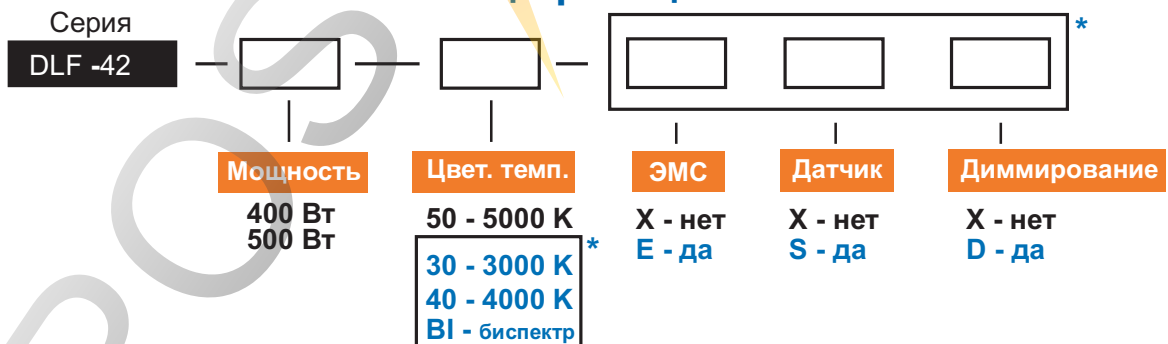 Серия
DLF -42
*
Мощность
Цвет. темп.
ЭМС
Датчик
Диммирование
400 Вт
500 Вт
50 - 5000 K
*
30 - 3000 K
40 - 4000 K
BI - биспектр
X - нет
E - да
X - нет
S - да
X - нет
D - да